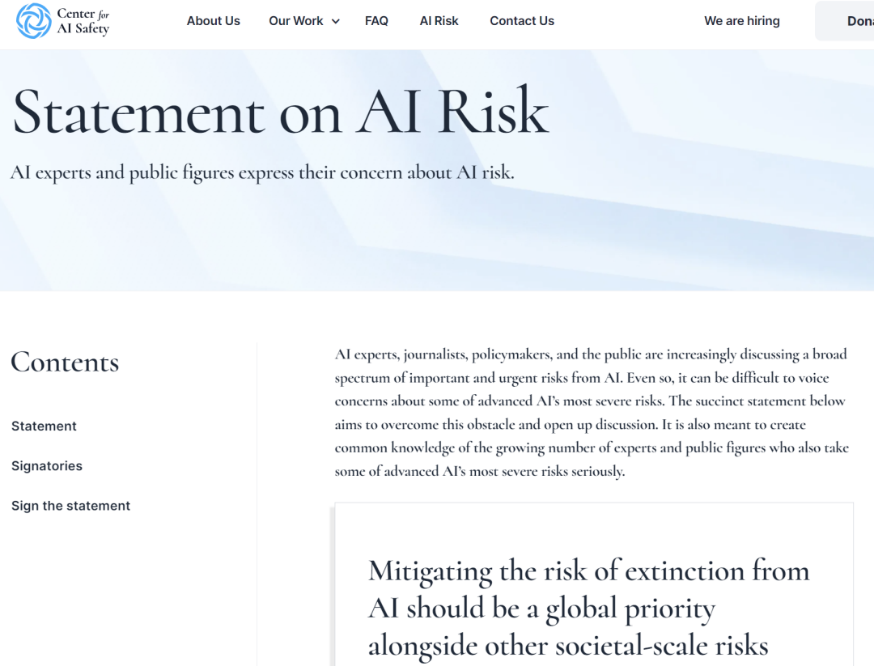 Center for
AI Safety
About Us
Our Work
FAQ
AI Risk
Contact Us
We are hiring
Statement on AI Risk
AI experts and public figures express their concern about AI risk.
Contents
Statement
Signatories
Sign the statement
AI experts, journalists, policymakers, and the public are increasingly discussing a broad
spectrum of important and urgent risks from AI. Even so, it can be difficult to voice
concerns about some of advanced AI's most severe risks. The succinct statement below
aims to overcome this obstacle and open up discussion. It is also meant to create
common knowledge of the growing number of experts and public figures who also take
some of advanced AI's most severe risks seriously.
Mitigating the risk of extinction from
AI should be a global priority
alongside other societal-scale risks